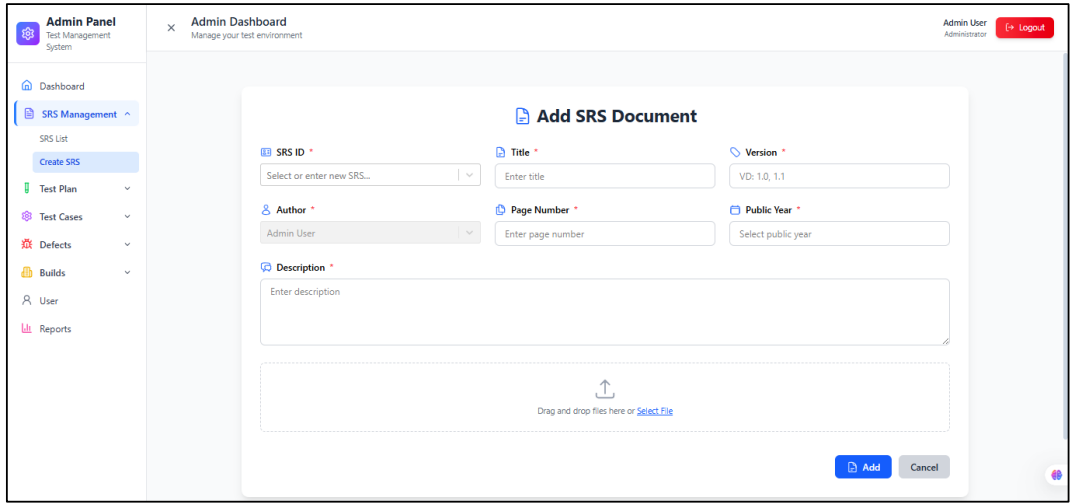 Admin Panel
Test Management
System
Admin Dashboard
Manage your test environment
Admin User
Administrator
Logout
Dashboard
SRS Management
SRS List
Create SRS
Test Plan
Test Cases
Defects
Builds
User
Reports
Add SRS Document
SRS ID *
Title *
Version *
Select or enter new SRS...
Enter title
VD: 1.0, 1.1
Author *
Page Number *
Public Year *
Admin User
Enter page number
Select public year
Description *
Enter description
Drag and drop files here or Select File
Add
Cancel